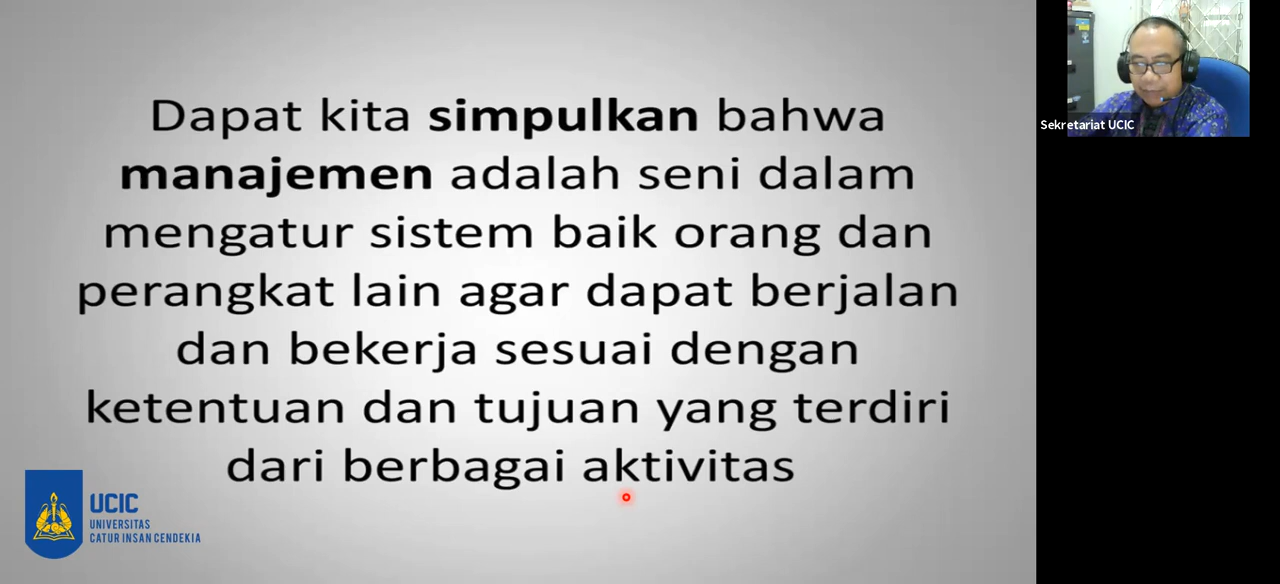 Dapat kita simpulkan bahwa
manajemen adalah seni dalam
mengatur sistem baik orang dan
perangkat lain agar dapat berjalan
dan bekerja sesuai dengan
ketentuan dan tujuan yang terdiri
dari berbagai aktivitas
UCIC
UNIVERSITAS
CATUR INSAN CENDEKIA
Sekretariat UCIC